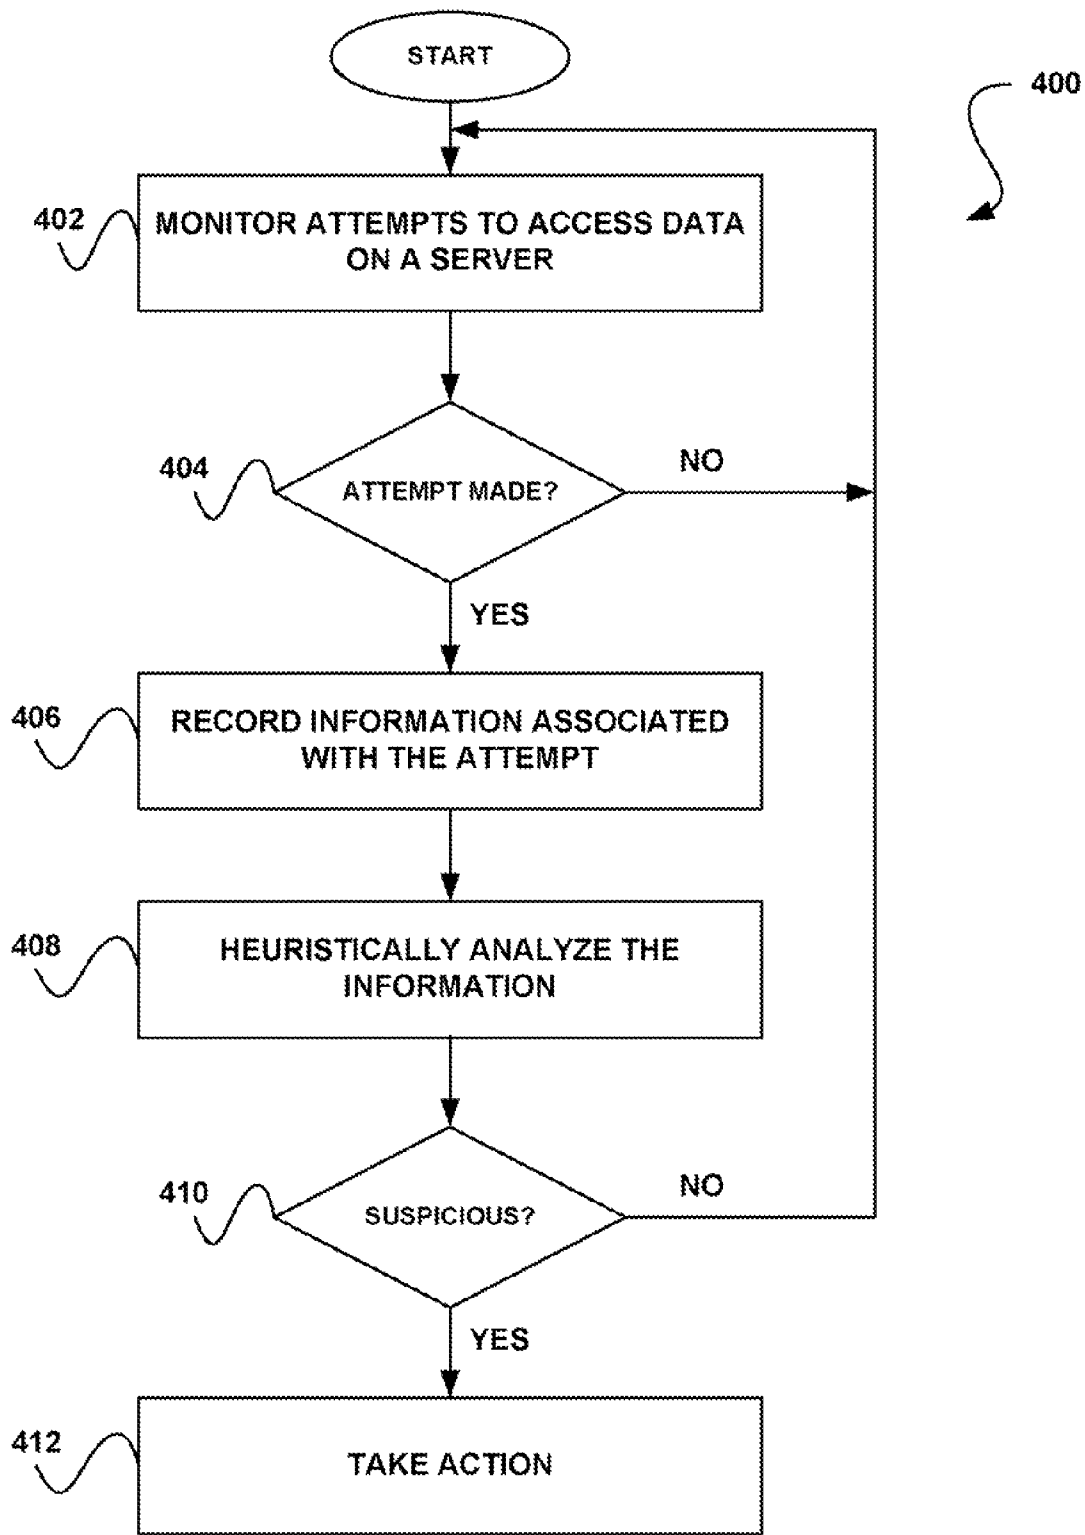 START
400
402
MONITOR ATTEMPTS TO ACCESS DATA
ON A SERVER
404
ATTEMPT MADE?
NO
YES
406
RECORD INFORMATION ASSOCIATED
WITH THE ATTEMPT
408
HEURISTICALLY ANALYZE THE
INFORMATION
410
SUSPICIOUS?
NO
YES
412
TAKE ACTION